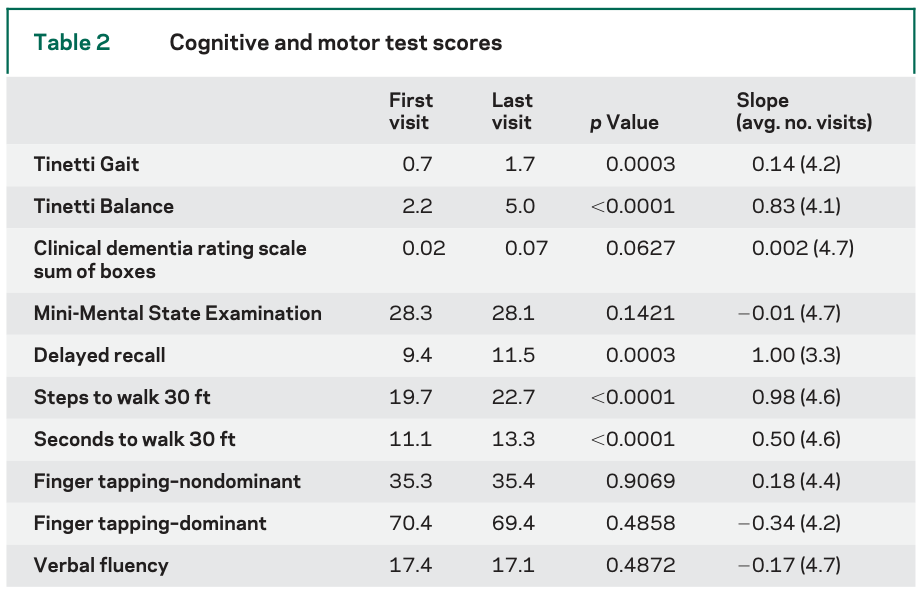 Table 2 Cognitive and motor test scores
First visit Last visit p Value Slope (avg. no. visits)
Tinetti Gait 0.7 1.7 0.0003 0.14 (4.2)
Tinetti Balance 2.2 5.0 <0.0001 0.83 (4.1)
Clinical dementia rating scale sum of boxes 0.02 0.07 0.0627 0.002 (4.7)
Mini-Mental State Examination 28.3 28.1 0.1421 −0.01 (4.7)
Delayed recall 9.4 11.5 0.0003 1.00 (3.3)
Steps to walk 30 ft 19.7 22.7 <0.0001 0.98 (4.6)
Seconds to walk 30 ft 11.1 13.3 <0.0001 0.50 (4.6)
Finger tapping–nondominant 35.3 35.4 0.9069 0.18 (4.4)
Finger tapping–dominant 70.4 69.4 0.4858 −0.34 (4.2)
Verbal fluency 17.4 17.1 0.4872 −0.17 (4.7)